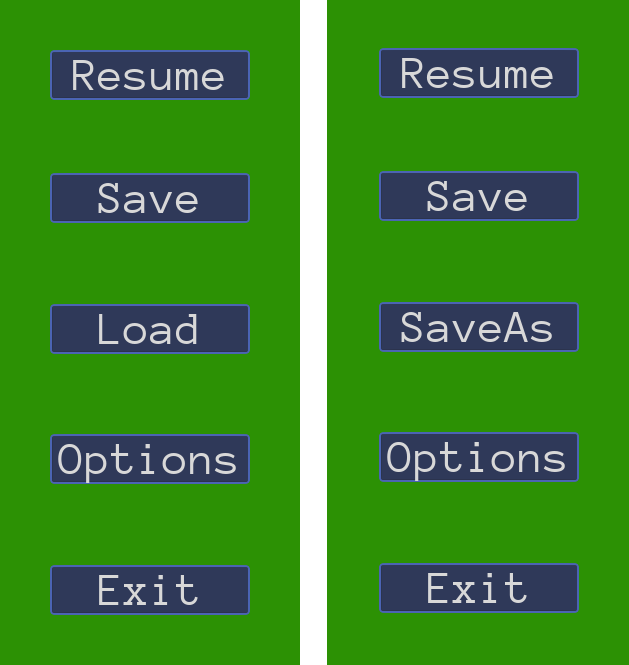 Resume
Save
Load
Options
Exit
Resume
Save
SaveAs
Options
Exit